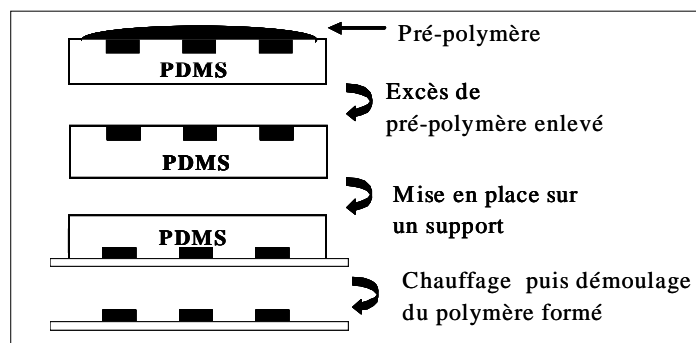 Pré-polymère
PDMS
Excès de
pré-polymère enlevé
PDMS
Mise en place sur
un support
PDMS
Chauffage puis démoulage
du polymère formé